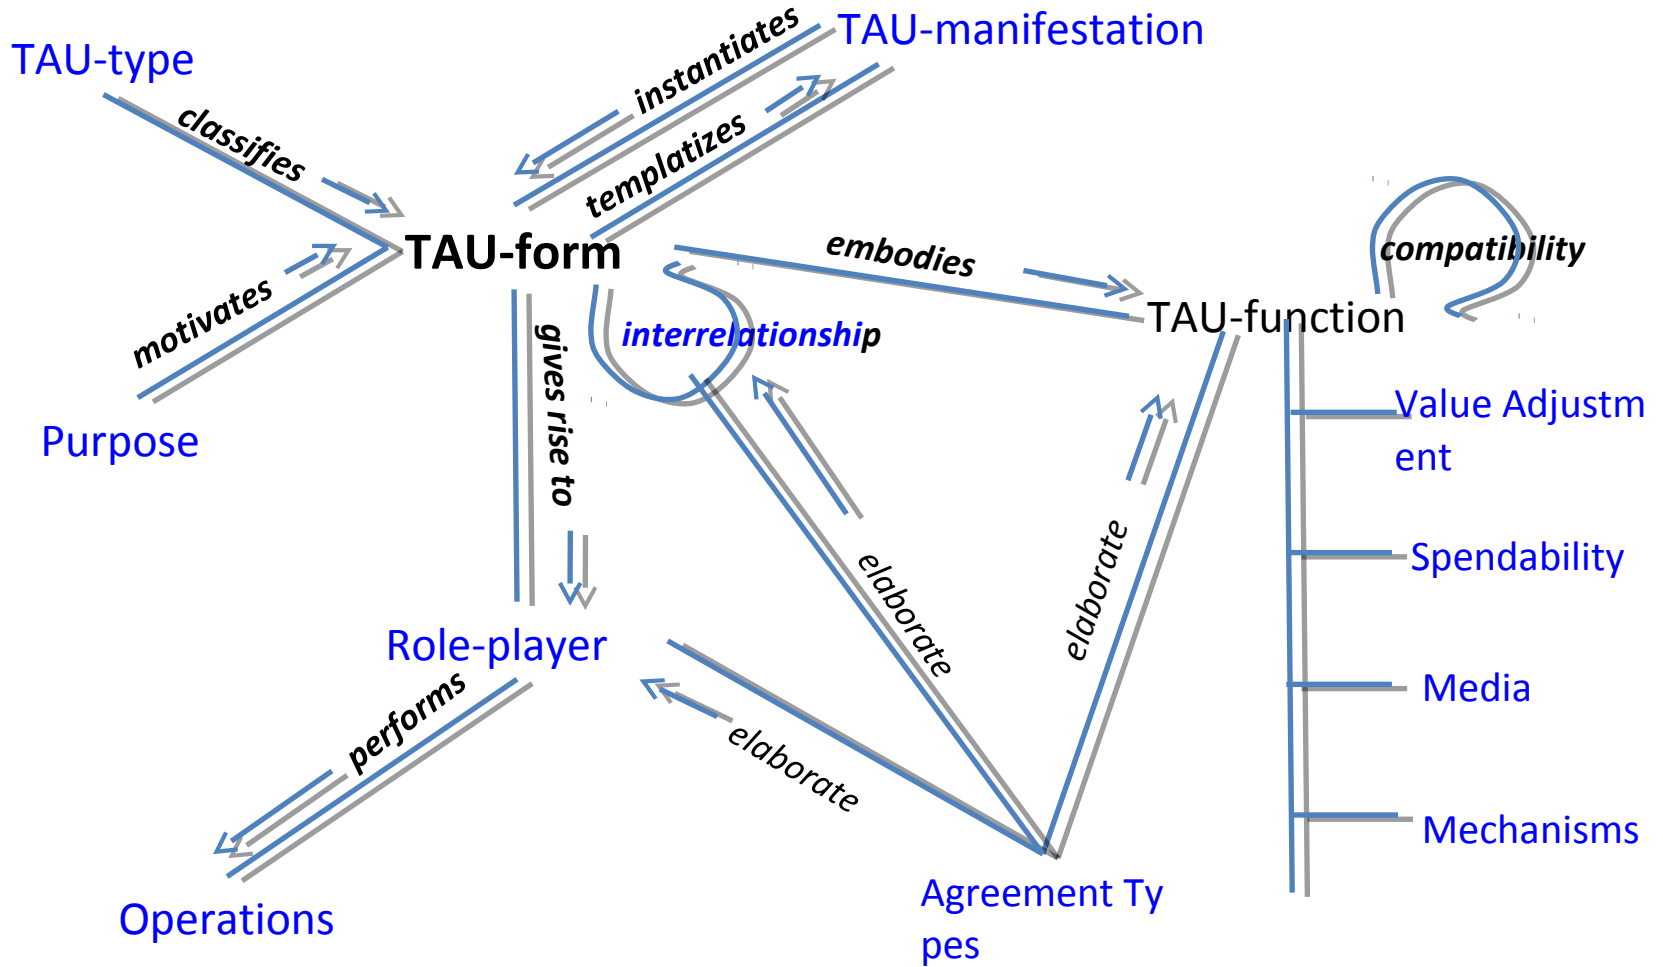 TAU-type
instantiates
TAU-manifestation
classifies
templatizes
TAU-form
embodies
compatibility
motivates
interrelationship
TAU-function
gives rise to
Purpose
Value Adjustm
ent
elaborate
elaborate
Spendability
Role-player
performs
elaborate
Media
Mechanisms
Operations
Agreement Ty
pes